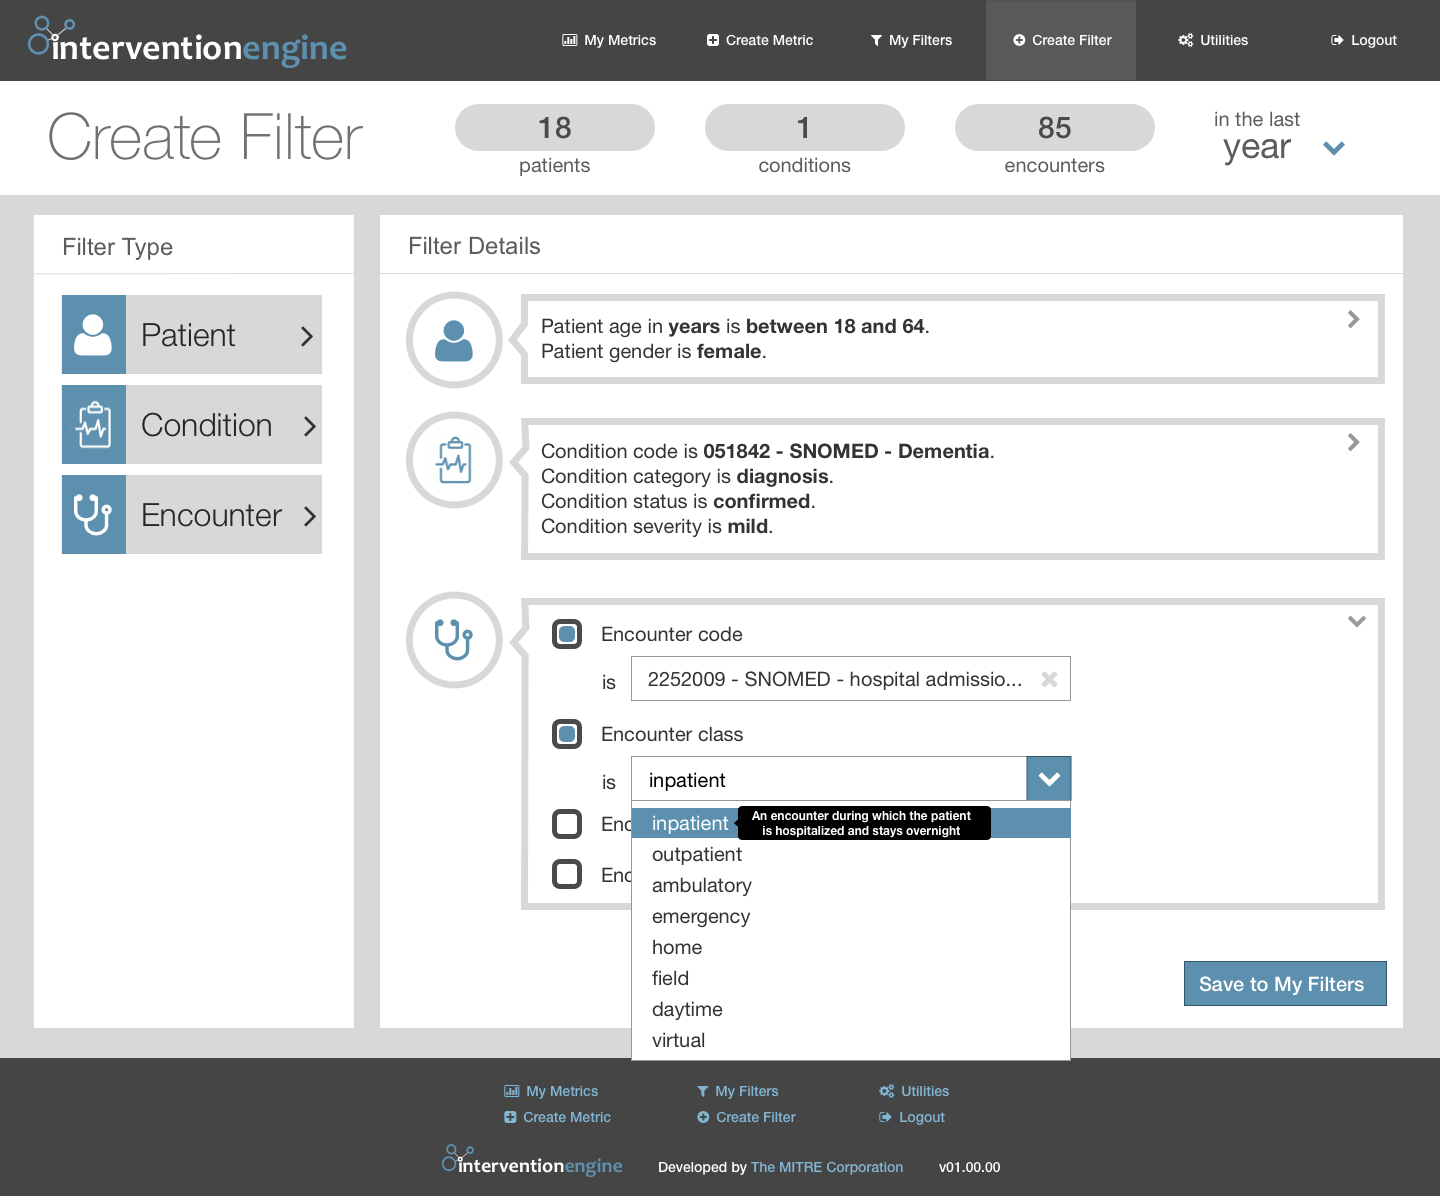 interventionengine
My Metrics
Create Metric
My Filters
Create Filter
Utilities
Logout
Create Filter
18
patients
1
conditions
85
encounters
in the last
year
Filter Type
Patient
Condition
Encounter
Filter Details
Patient age in years is between 18 and 64.
Patient gender is female.
Condition code is 051842 - SNOMED - Dementia.
Condition category is diagnosis.
Condition status is confirmed.
Condition severity is mild.
Encounter code
is
2252009 - SNOMED - hospital admissio...
Encounter class
is
inpatient
inpatient
An encounter during which the patient
is hospitalized and stays overnight
outpatient
ambulatory
emergency
home
field
daytime
virtual
Save to My Filters
My Metrics
My Filters
Utilities
Create Metric
Create Filter
Logout
interventionengine
Developed by The MITRE Corporation
v01.00.00